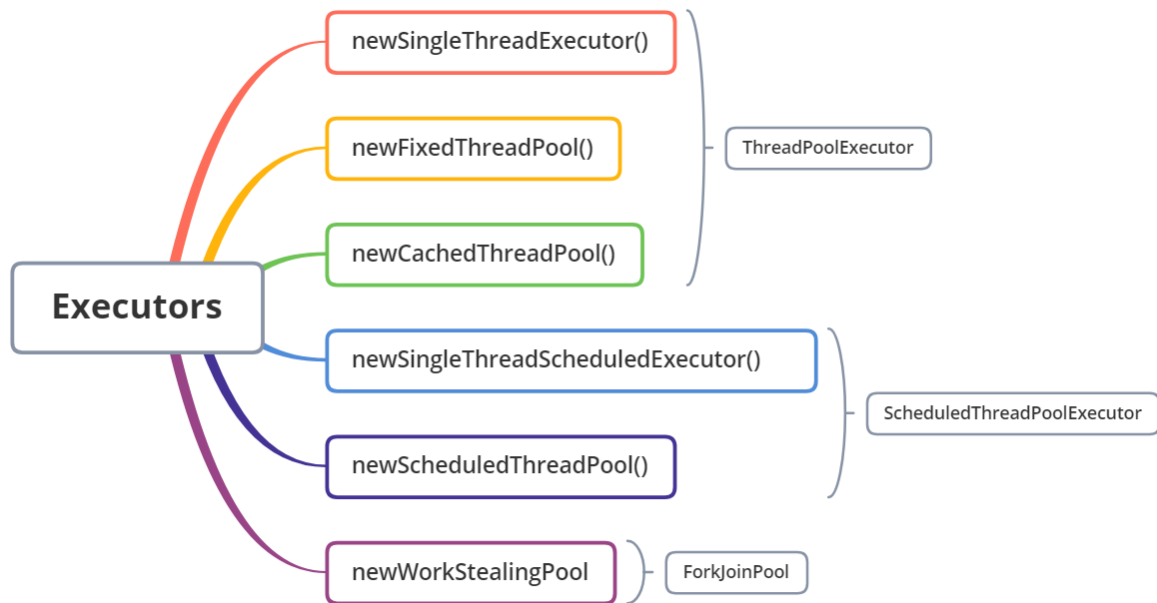 newSingleThreadExecutor()
newFixedThreadPool()
ThreadPoolExecutor
newCachedThreadPool()
Executors
newSingleThreadScheduledExecutor()
ScheduledThreadPoolExecutor
newScheduledThreadPool()
newWorkStealingPool
ForkJoinPool